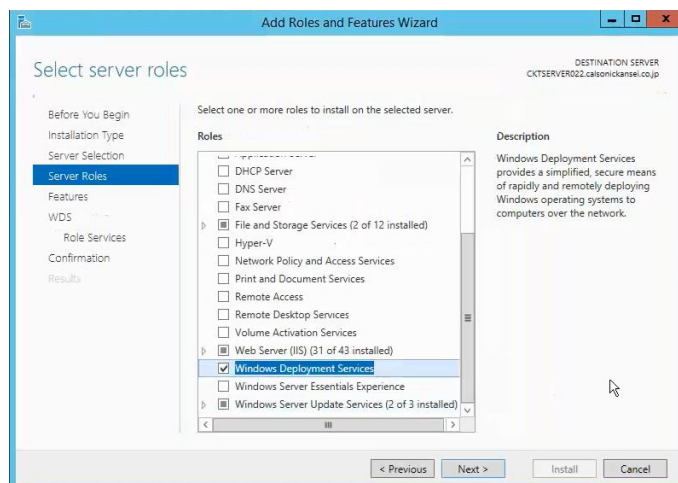 Add Roles and Features Wizard
Select server roles
DESTINATION SERVER
CKTSERVER022.calsonickansei.co.jp
Before You Begin
Installation Type
Server Selection
Server Roles
Features
WDS
Role Services
Confirmation
Results
Select one or more roles to install on the selected server.
Roles
DHCP Server
DNS Server
Fax Server
File and Storage Services (2 of 12 installed)
Hyper-V
Network Policy and Access Services
Print and Document Services
Remote Access
Remote Desktop Services
Volume Activation Services
Web Server (IIS) (31 of 43 installed)
Windows Deployment Services
Windows Server Essentials Experience
Windows Server Update Services (2 of 3 installed)
Description
Windows Deployment Services
provides a simplified, secure means
of rapidly and remotely deploying
Windows operating systems to
computers over the network.
< Previous
Next >
Install
Cancel